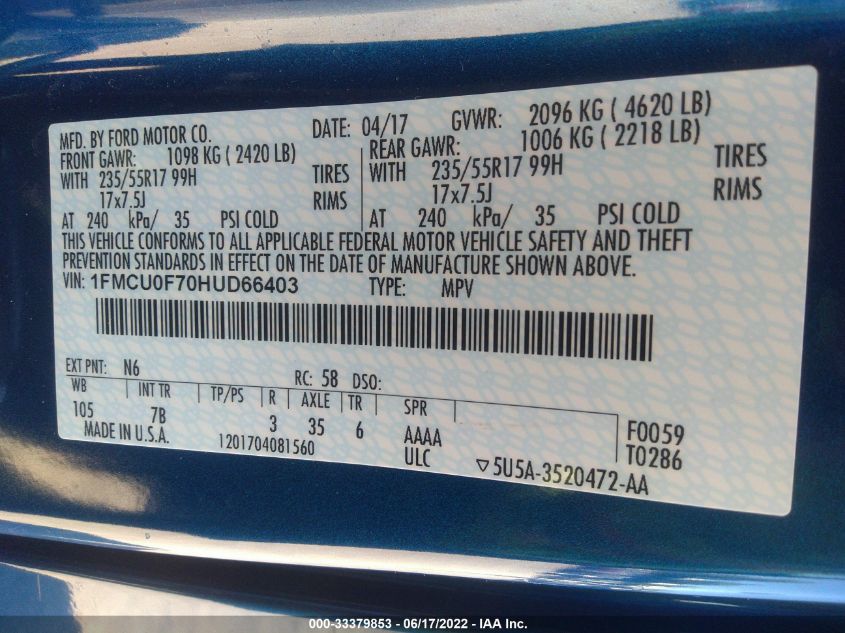 MFD. BY FORD MOTOR CO. DATE: 04/17 GVWR: 2096 KG ( 4620 LB)
FRONT GAWR: 1098 KG ( 2420 LB) REAR GAWR: 1006 KG ( 2218 LB)
WITH 235/55R17 99H TIRES WITH 235/55R17 99H TIRES
17x7.5J RIMS 17x7.5J RIMS
AT 240 kPa/ 35 PSI COLD AT 240 kPa/ 35 PSI COLD
THIS VEHICLE CONFORMS TO ALL APPLICABLE FEDERAL MOTOR VEHICLE SAFETY AND THEFT
PREVENTION STANDARDS IN EFFECT ON THE DATE OF MANUFACTURE SHOWN ABOVE.
VIN: 1FMCU0F70HUD66403 TYPE: MPV
EXT PNT: N6 RC: 58 DSO:
WB INT TR TP/PS R AXLE TR SPR
105 7B 3 35 6 AAAA F0059
MADE IN U.S.A. 1201704081560 ULC T0286
▽5U5A-3520472-AA
000-33379853 - 06/17/2022 - IAA Inc.